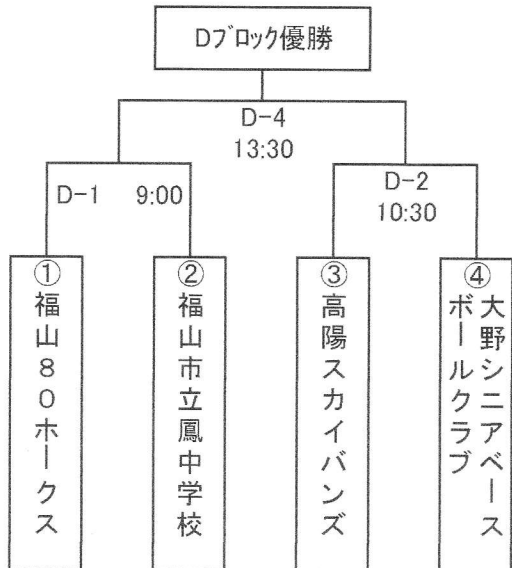 Dブロック優勝
D-4
13:30
D-1 9:00
D-2
10:30
①福山80ホークス
②福山市立鳳中学校
③高陽スカイバンズ
④大野シニアベース
ボールクラブ